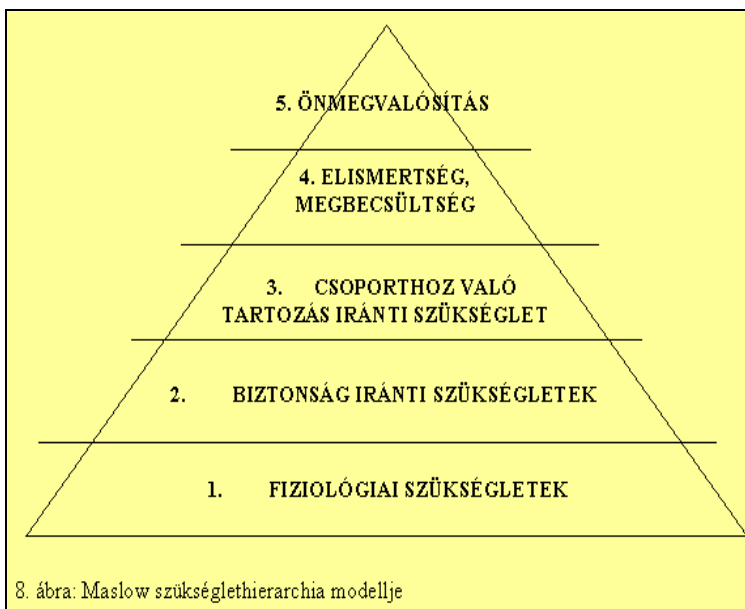 5. ÖNMEGVALÓSÍTÁS
4. ELISMERTSÉG,
MEGBECSÜLTSÉG
3. CSOPORTHOZ VALÓ
TARTOZÁS IRÁNTI SZÜKSÉGLET
2. BIZTONSÁG IRÁNTI SZÜKSÉGLETEK
1. FIZIOLÓGIAI SZÜKSÉGLETEK
8. ábra: Maslow szükséglethierarchia modellje